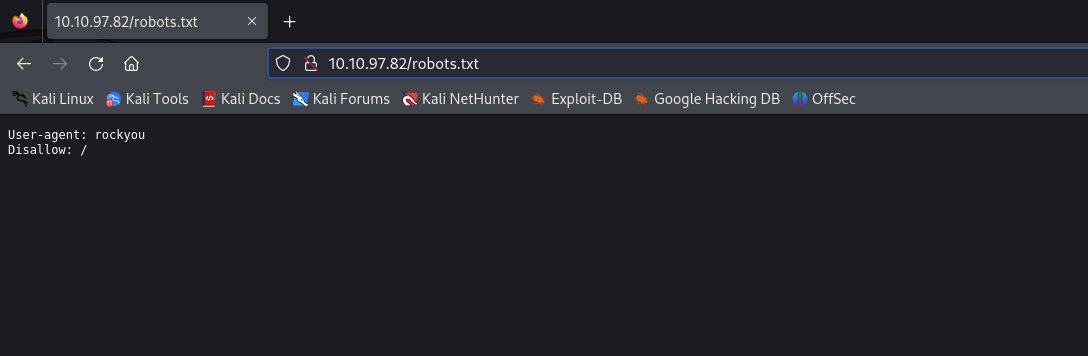 10.10.97.82/robots.txt
10.10.97.82/robots.txt
Kali Linux Kali Tools Kali Docs Kali Forums Kali NetHunter Exploit-DB Google Hacking DB OffSec
User-agent: rockyou
Disallow: /